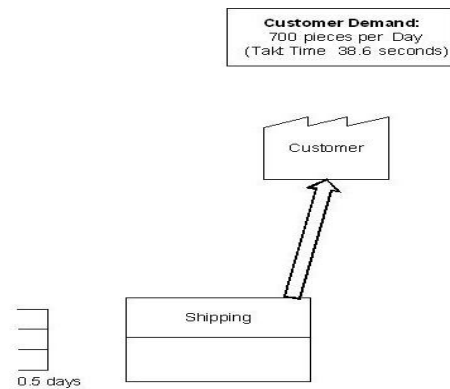 Customer Demand:
700 pieces per Day
(Takt Time 38.6 seconds)
Customer
Shipping
0.5 days